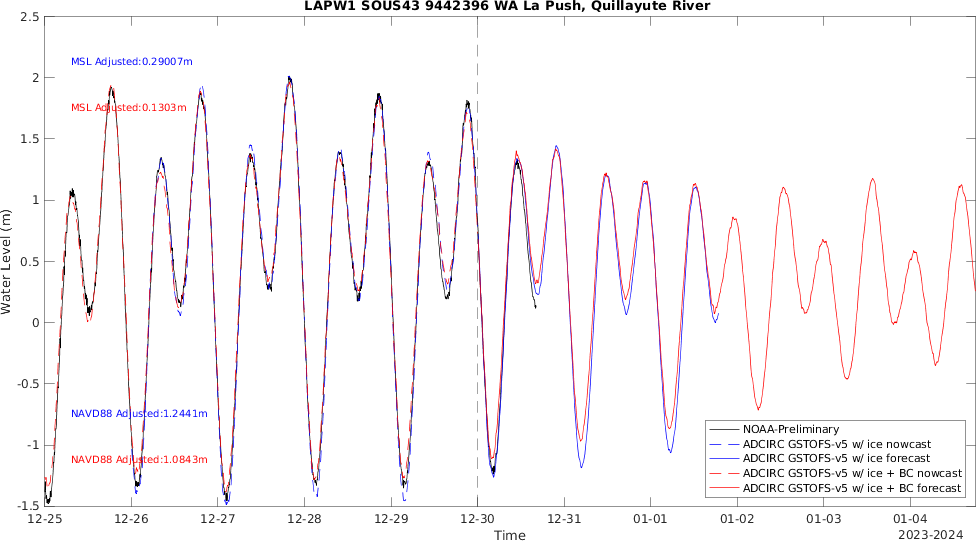 LAPW1 SOUS43 9442396 WA La Push, Quillayute River
2.5
2
1.5
1
0.5
0
-0.5
-1
-1.5
Water Level (m)
MSL Adjusted:0.29007m
MSL Adjusted:0.1303m
NAVD88 Adjusted:1.2441m
NAVD88 Adjusted:1.0843m
NOAA-Preliminary
ADCIRC GSTOFS-v5 w/ ice nowcast
ADCIRC GSTOFS-v5 w/ ice forecast
ADCIRC GSTOFS-v5 w/ ice + BC nowcast
ADCIRC GSTOFS-v5 w/ ice + BC forecast
12-25 12-26 12-27 12-28 12-29 12-30 12-31 01-01 01-02 01-03 01-04
Time
2023-2024